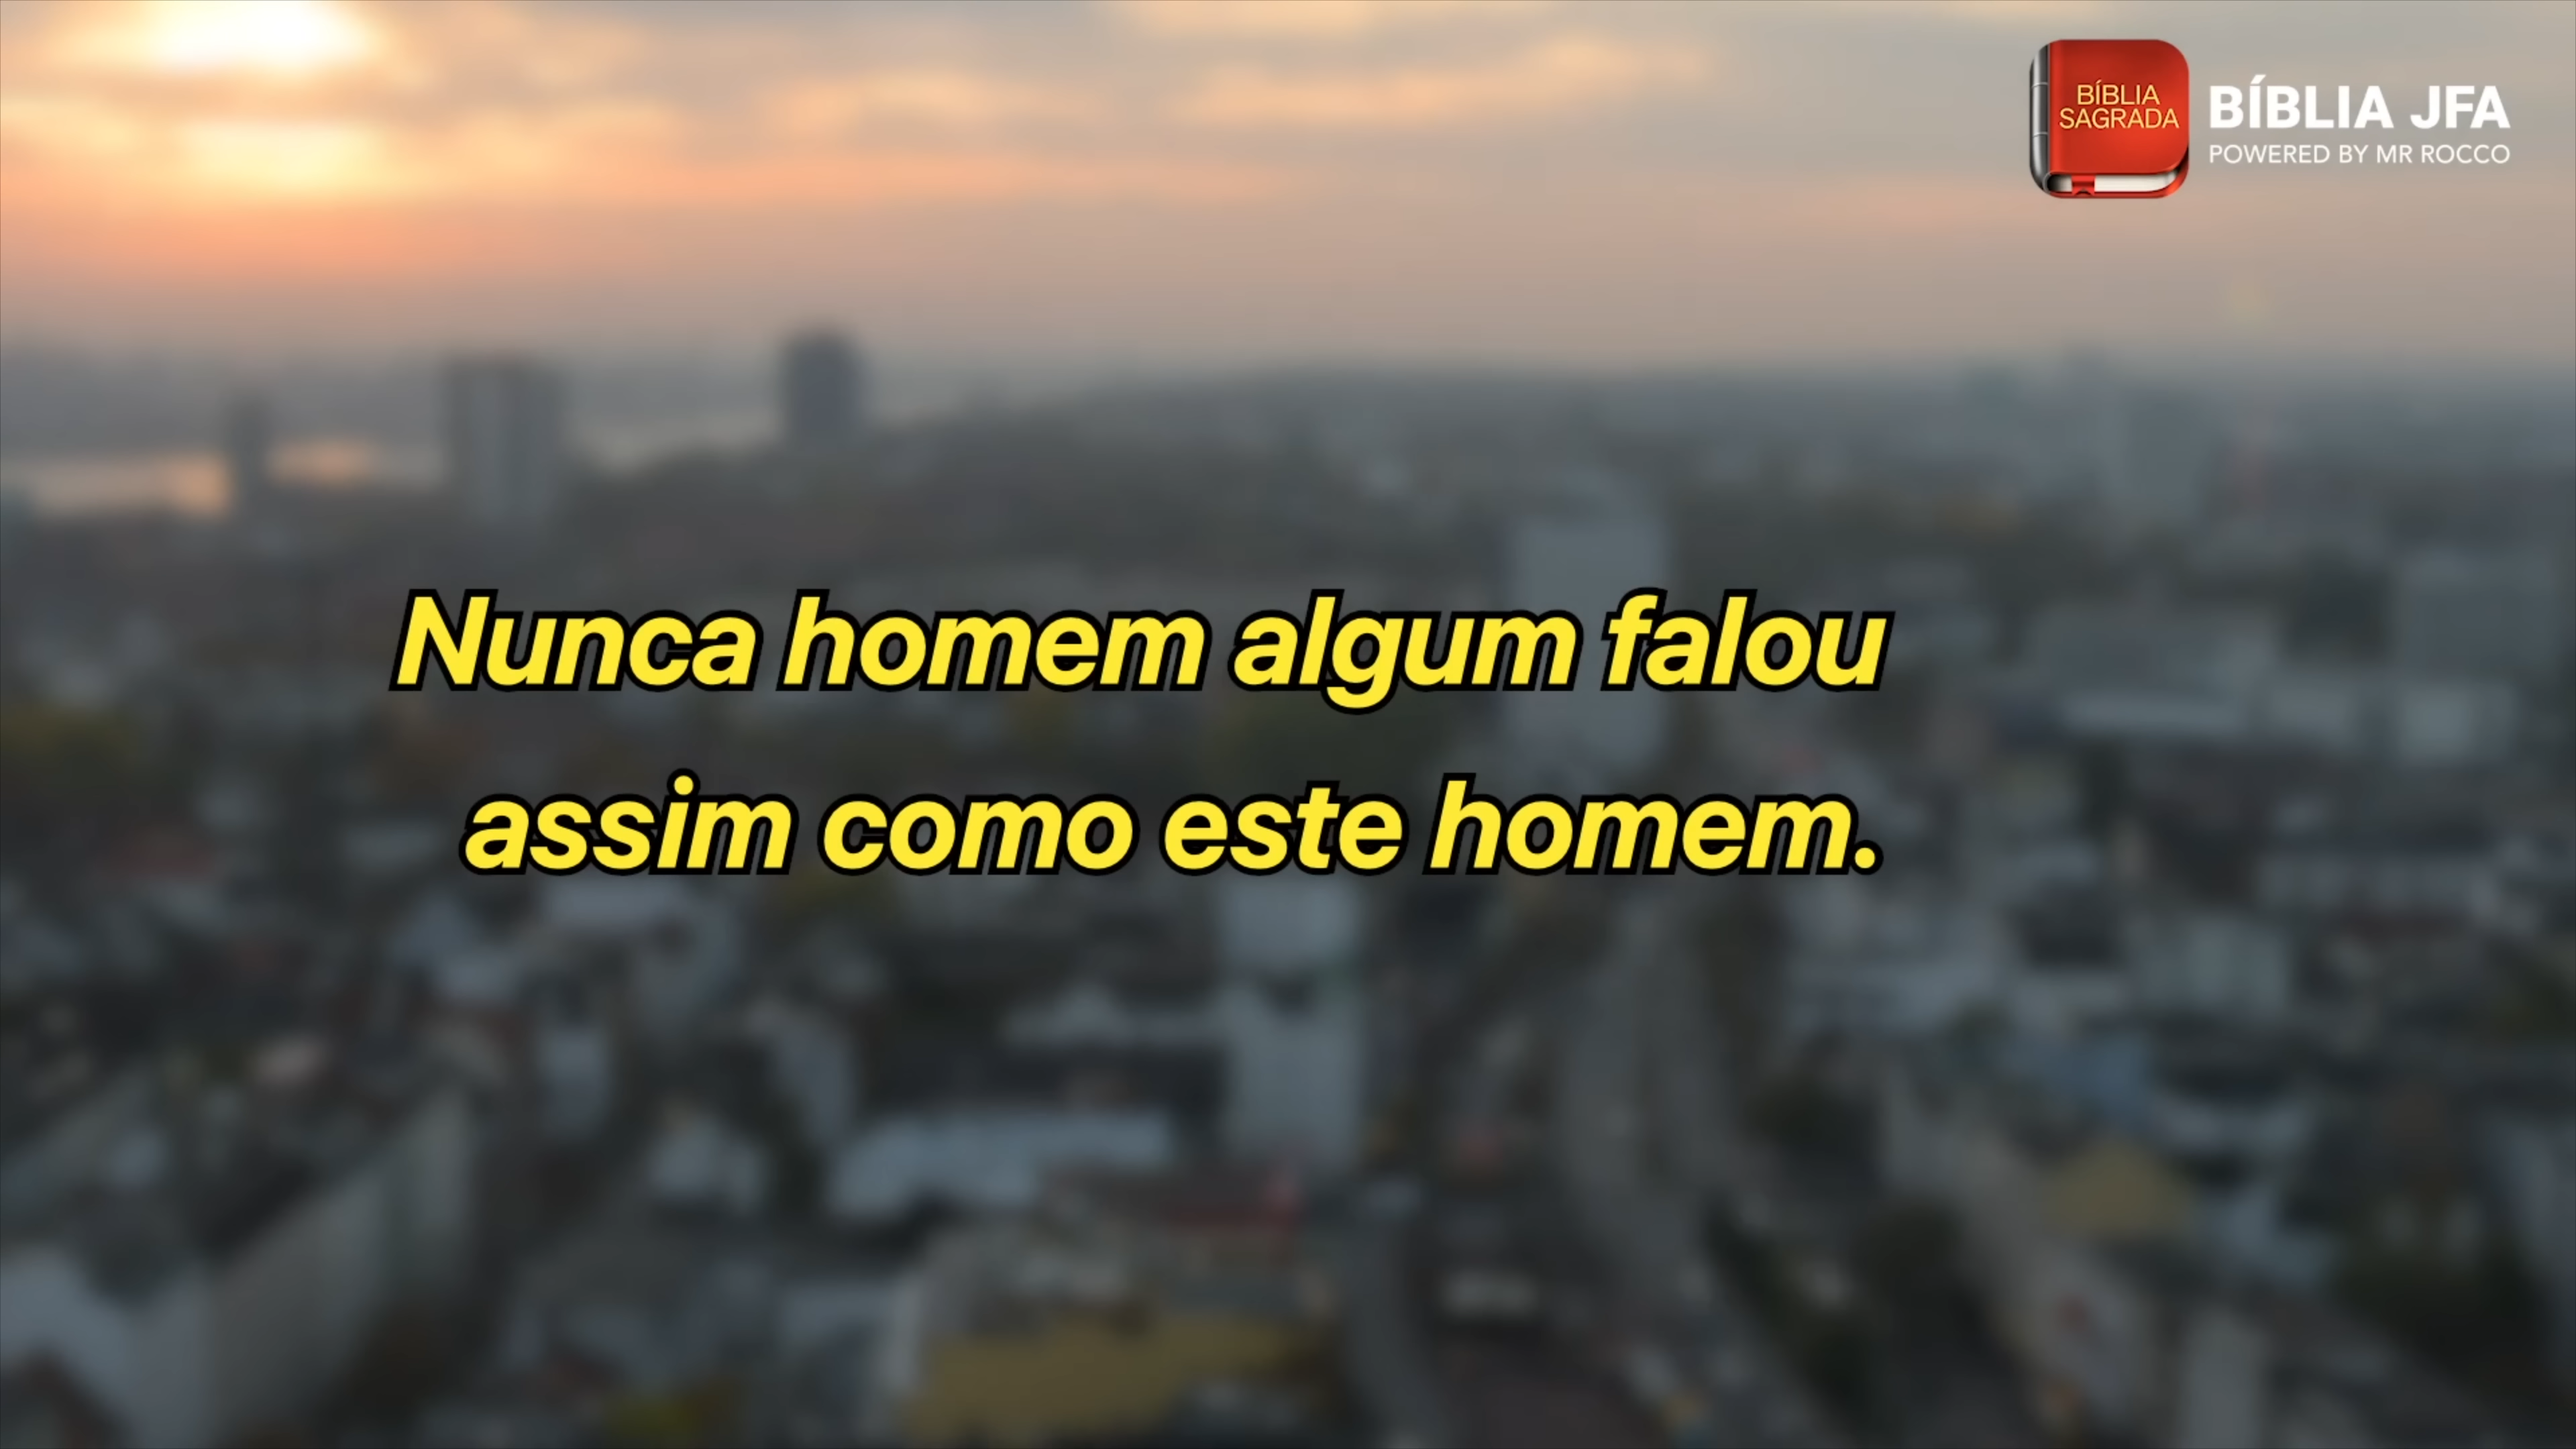 BÍBLIA
SAGRADA
BÍBLIA JFA
POWERED BY MR ROCCO
Nunca homem algum falou
assim como este homem.